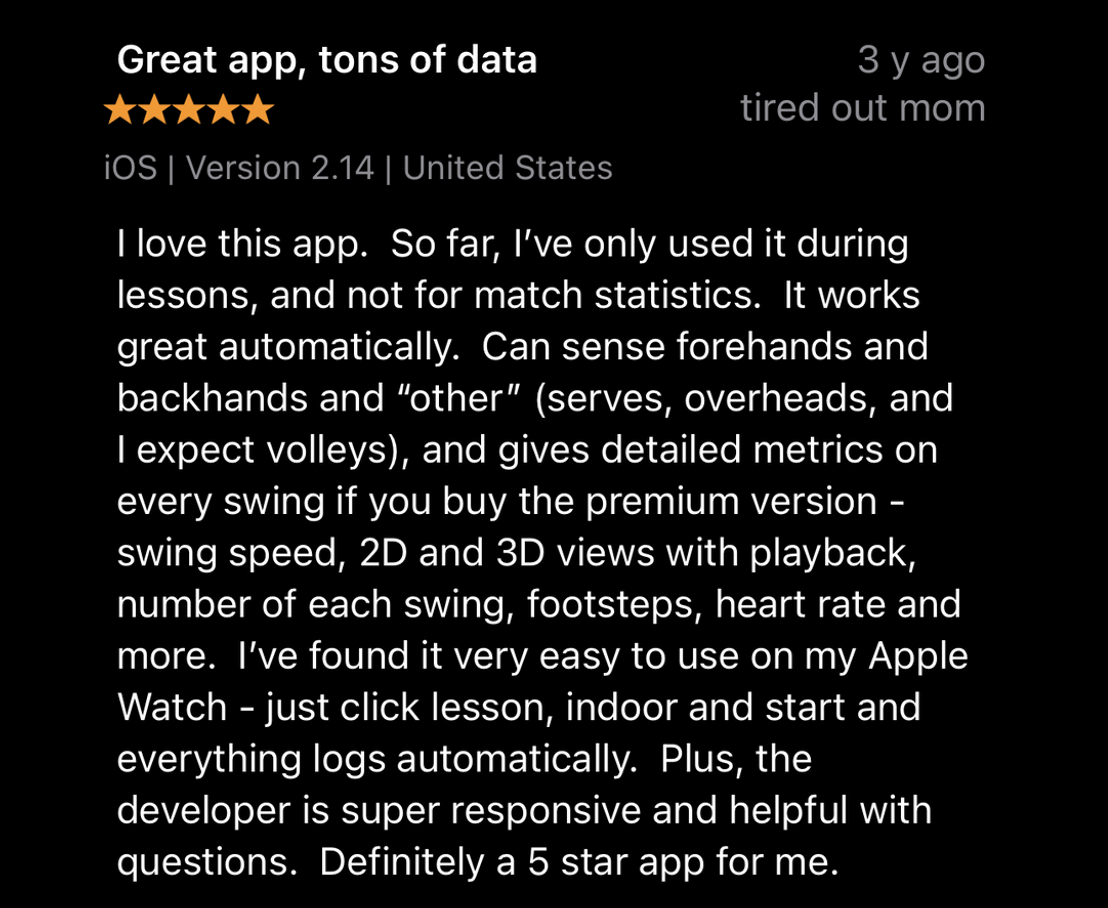 Great app, tons of data
3 y ago
★★★★★
tired out mom
iOS | Version 2.14 | United States
I love this app.  So far, I’ve only used it during
lessons, and not for match statistics.  It works
great automatically.  Can sense forehands and
backhands and “other” (serves, overheads, and
I expect volleys), and gives detailed metrics on
every swing if you buy the premium version -
swing speed, 2D and 3D views with playback,
number of each swing, footsteps, heart rate and
more.  I’ve found it very easy to use on my Apple
Watch - just click lesson, indoor and start and
everything logs automatically.  Plus, the
developer is super responsive and helpful with
questions.  Definitely a 5 star app for me.